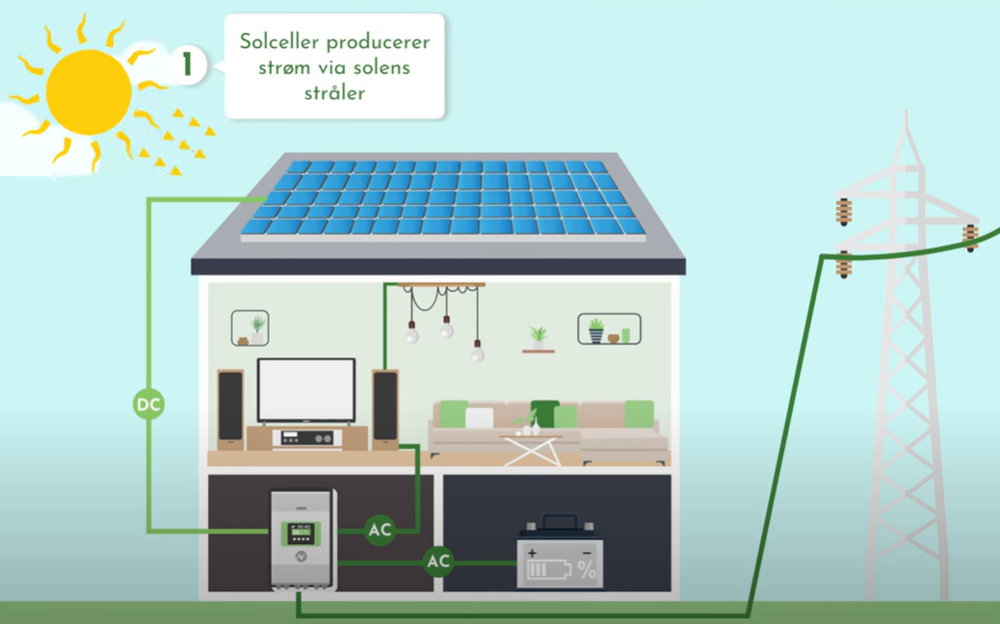 1
Solceller producerer
strøm via solens
stråler
DC
AC
AC
+ −
%